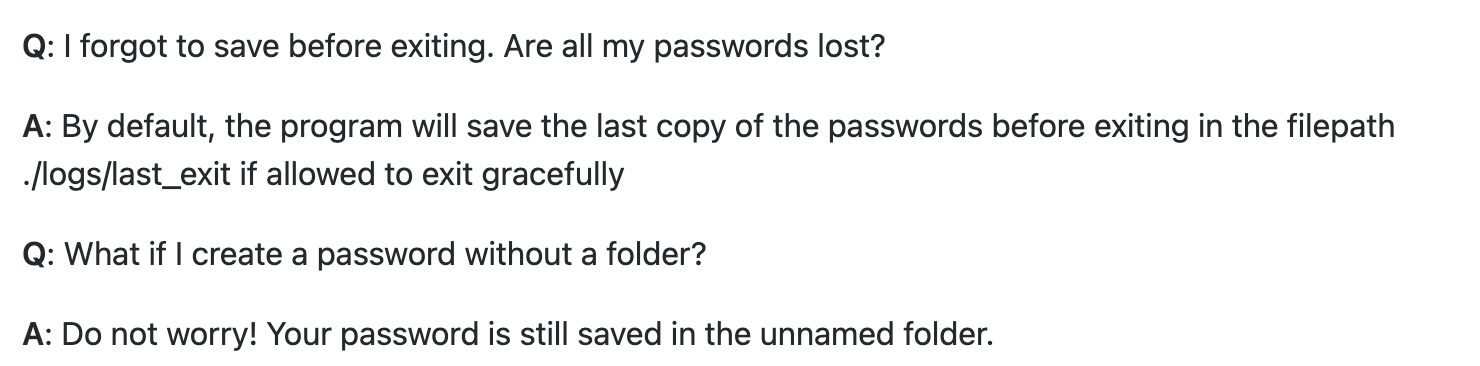 Q: I forgot to save before exiting. Are all my passwords lost?
A: By default, the program will save the last copy of the passwords before exiting in the filepath
./logs/last_exit if allowed to exit gracefully
Q: What if I create a password without a folder?
A: Do not worry! Your password is still saved in the unnamed folder.